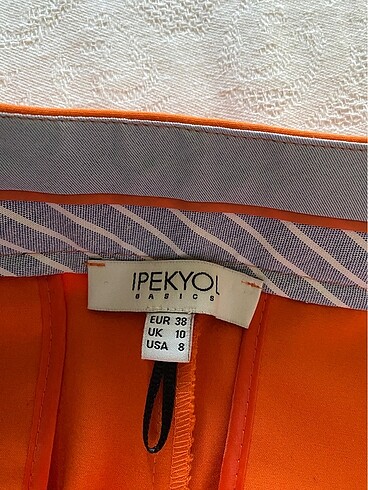 IPEKYOL
BASICS
EUR 38
UK 10
USA 8